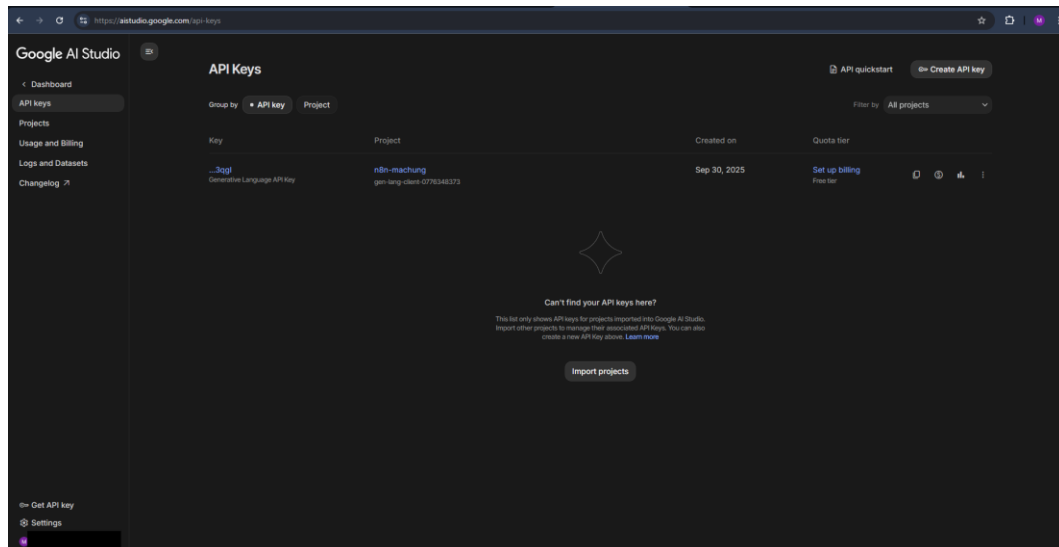 https://aistudio.google.com/api-keys
M
Google AI Studio
Dashboard
API keys
Projects
Usage and Billing
Logs and Datasets
Changelog
Get API key
Settings
M
API Keys
API quickstart
Create API key
Group by
API key
Project
Filter by
All projects
Key
Project
Created on
Quota tier
...3qgI
n8n-machung
Sep 30, 2025
Set up billing
Generative Language API Key
gen-lang-client-0776348373
Free tier
Can't find your API keys here?
This list only shows API keys for projects imported into Google AI Studio.
Import other projects to manage their associated API Keys. You can also
create a new API Key above. Learn more
Import projects